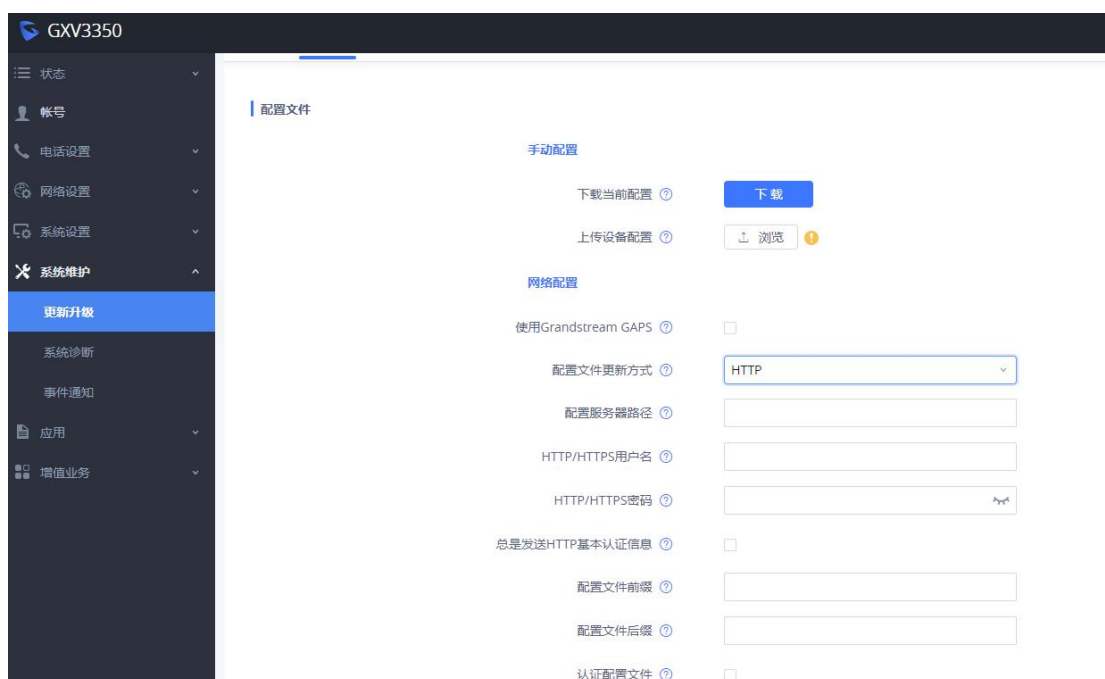 GXV3350
状态
帐号
电话设置
网络设置
系统设置
系统维护
更新升级
系统诊断
事件通知
应用
增值业务
配置文件
手动配置
下载当前配置 下载
上传设备配置 浏览
网络配置
使用Grandstream GAPS
配置文件更新方式 HTTP
配置服务器路径
HTTP/HTTPS用户名
HTTP/HTTPS密码
总是发送HTTP基本认证信息
配置文件前缀
配置文件后缀
认证配置文件